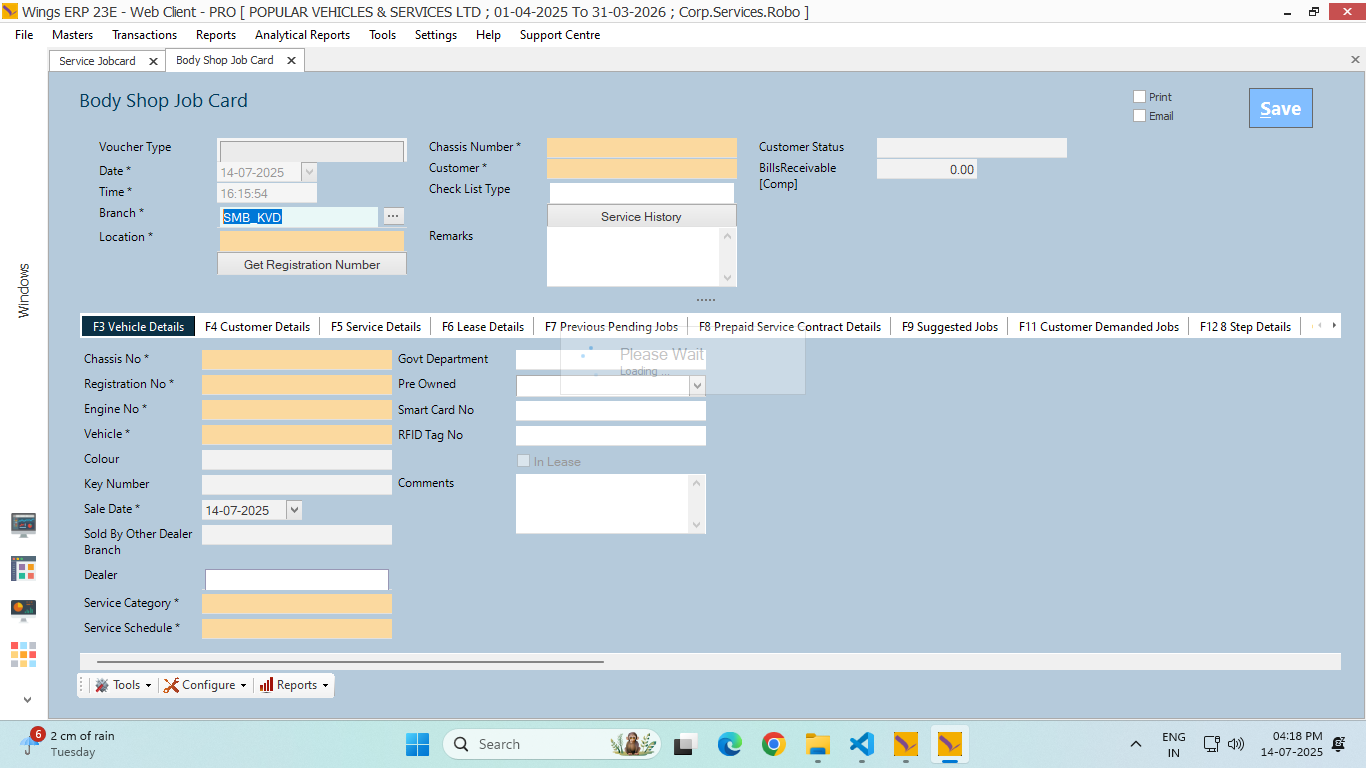 Wings ERP 23E - Web Client - PRO [ POPULAR VEHICLES & SERVICES LTD ; 01-04-2025 To 31-03-2026 ; Corp.Services.Robo ]
File Masters Transactions Reports Analytical Reports Tools Settings Help Support Centre
Service Jobcard Body Shop Job Card
Body Shop Job Card
Print
Email
Save
Voucher Type
Date * 14-07-2025
Time * 16:15:54
Branch * SMB_KVD ...
Location *
Get Registration Number
Chassis Number *
Customer *
Check List Type
Service History
Remarks
Customer Status
BillsReceivable [Comp] 0.00
Windows
F3 Vehicle Details F4 Customer Details F5 Service Details F6 Lease Details F7 Previous Pending Jobs F8 Prepaid Service Contract Details F9 Suggested Jobs F11 Customer Demanded Jobs F12 8 Step Details
Please Wait
Loading ...
Chassis No *
Registration No *
Engine No *
Vehicle *
Colour
Key Number
Sale Date * 14-07-2025
Sold By Other Dealer
Branch
Dealer
Service Category *
Service Schedule *
Govt Department
Pre Owned
Smart Card No
RFID Tag No
In Lease
Comments
Tools Configure Reports
6
2 cm of rain
Tuesday
Search
ENG
IN
04:18 PM
14-07-2025